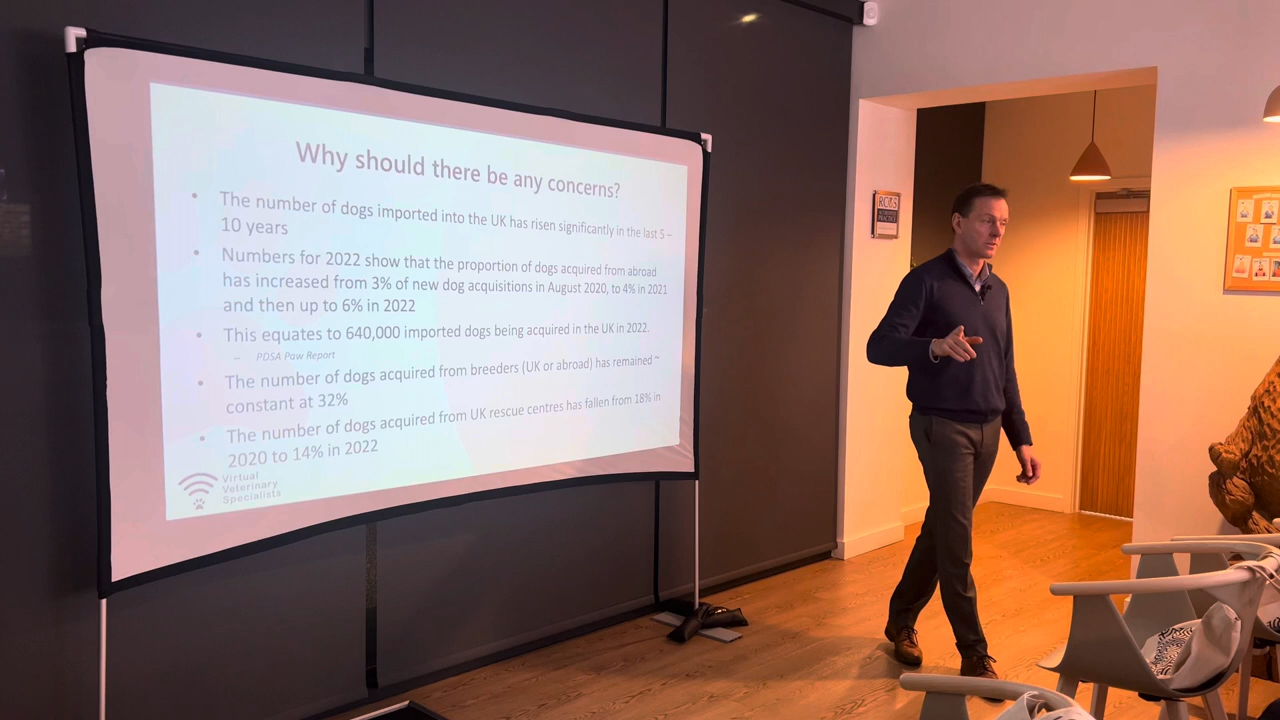 Why should there be any concerns?
• The number of dogs imported into the UK has risen significantly in the last 5 –
10 years
• Numbers for 2022 show that the proportion of dogs acquired from abroad
has increased from 3% of new dog acquisitions in August 2020, to 4% in 2021
and then up to 6% in 2022
• This equates to 640,000 imported dogs being acquired in the UK in 2022.
– PDSA Paw Report
• The number of dogs acquired from breeders (UK or abroad) has remained ~
constant at 32%
• The number of dogs acquired from UK rescue centres has fallen from 18% in
2020 to 14% in 2022
Virtual
Veterinary
Specialists
RCVS
ACCREDITED
PRACTICE